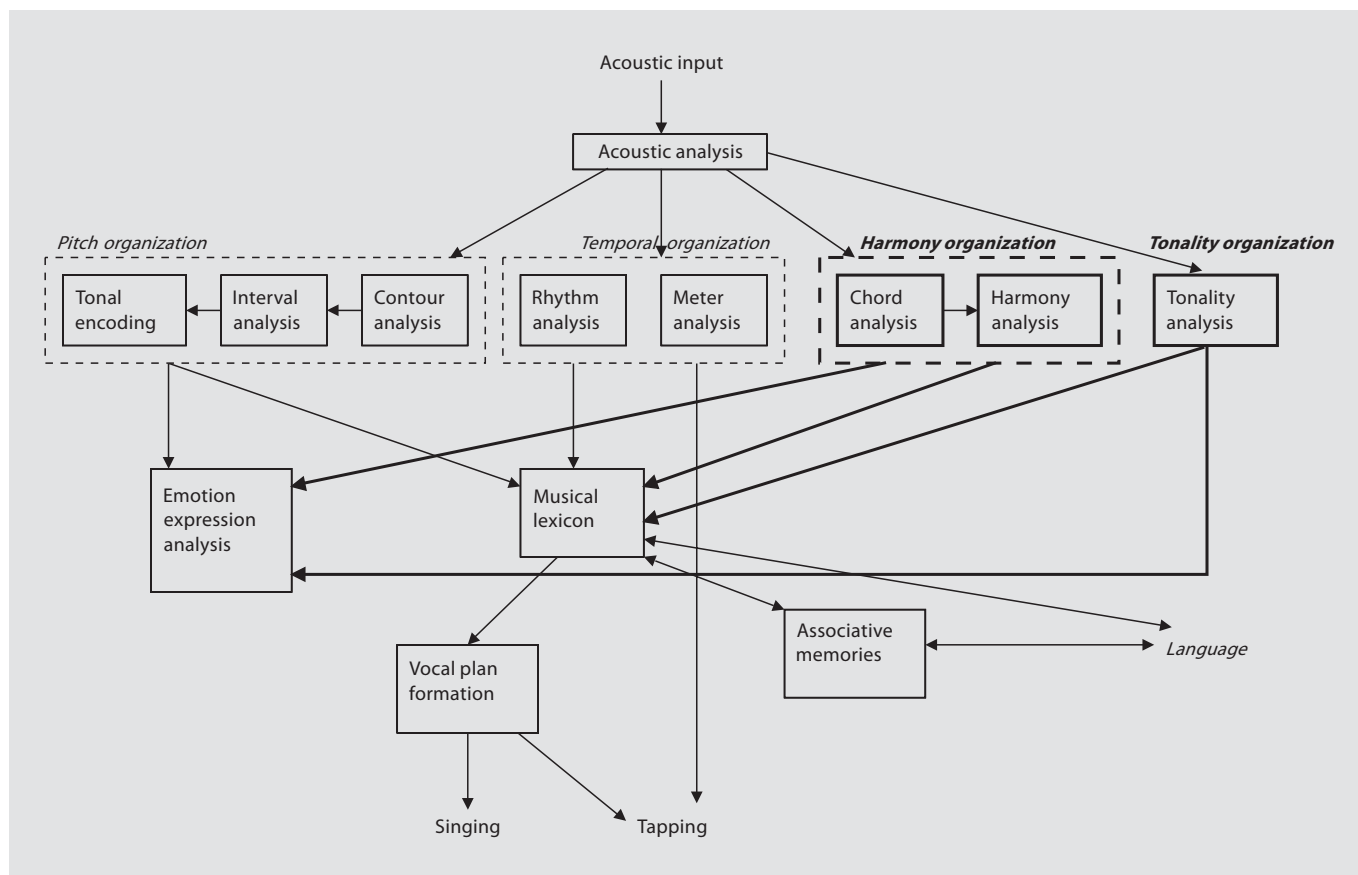 Acoustic input
Acoustic analysis
Pitch organization
Temporal organization
Harmony organization
Tonality organization
Tonal
encoding
Interval
analysis
Contour
analysis
Rhythm
analysis
Meter
analysis
Chord
analysis
Harmony
analysis
Tonality
analysis
Emotion
expression
analysis
Musical
lexicon
Associative
memories
Language
Vocal plan
formation
Singing
Tapping